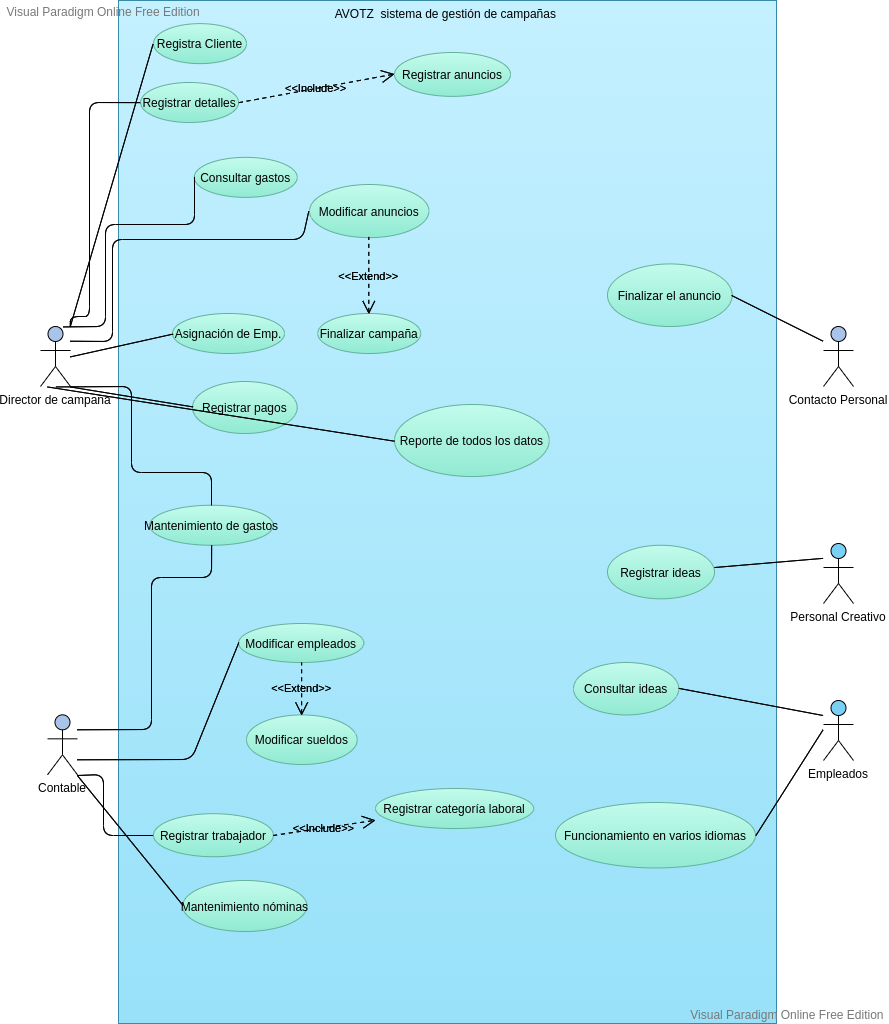 Visual Paradigm Online Free Edition
AVOTZ sistema de gestión de campañas
Registra Cliente
Registrar anuncios
<<Include>>
Registrar detalles
Consultar gastos
Modificar anuncios
<<Extend>>
Finalizar el anuncio
Asignación de Emp.
Finalizar campaña
Director de campaña
Contacto Personal
Registrar pagos
Reporte de todos los datos
Mantenimiento de gastos
Registrar ideas
Personal Creativo
Modificar empleados
<<Extend>>
Consultar ideas
Modificar sueldos
Empleados
Contable
Registrar categoría laboral
<<Include>>
Registrar trabajador
Funcionamiento en varios idiomas
Mantenimiento nóminas
Visual Paradigm Online Free Edition